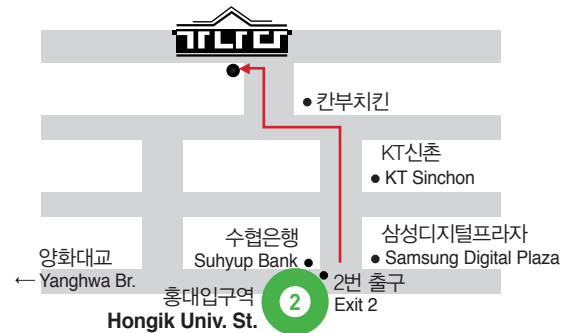 가나다
칸부치킨
KT신촌
KT Sinchon
수협은행
Suhyup Bank
삼성디지털프라자
Samsung Digital Plaza
양화대교
← Yanghwa Br.
2번 출구
Exit 2
홍대입구역
Hongik Univ. St.
2